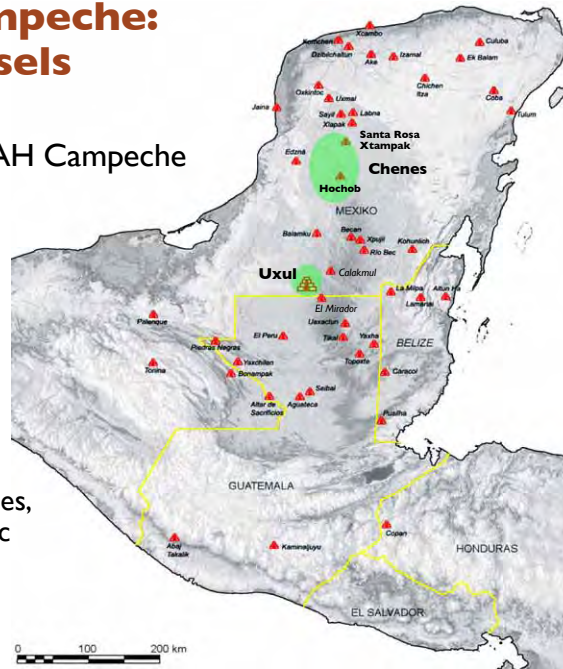 mpeche:
sels
AH Campeche
es,
c
Xcambo
Komchen
Dzibilchaltun
Ake
Izamal
Culuba
Ek Balam
Oxkintoc
Uxmal
Chichen
Itza
Coba
Jaina
Sayil
Labna
Xlapak
Tulum
Santa Rosa
Xtampak
Edzná
Chenes
Hochob
MEXIKO
Balamku
Becan
Xpujil
Kohunlich
Rio Bec
Uxul
Calakmul
La Milpa
Altun Ha
Lamanai
El Mirador
Palenque
Uaxactun
El Peru
Tikal
Yaxha
BELIZE
Piedras Negras
Topoxte
Tonina
Yaxchilan
Bonampak
Caracol
Seibal
Altar de
Sacrificios
Aguateca
Pusilha
GUATEMALA
Copan
Abaj
Takalik
Kaminaljuyu
HONDURAS
EL SALVADOR
0 100 200 km